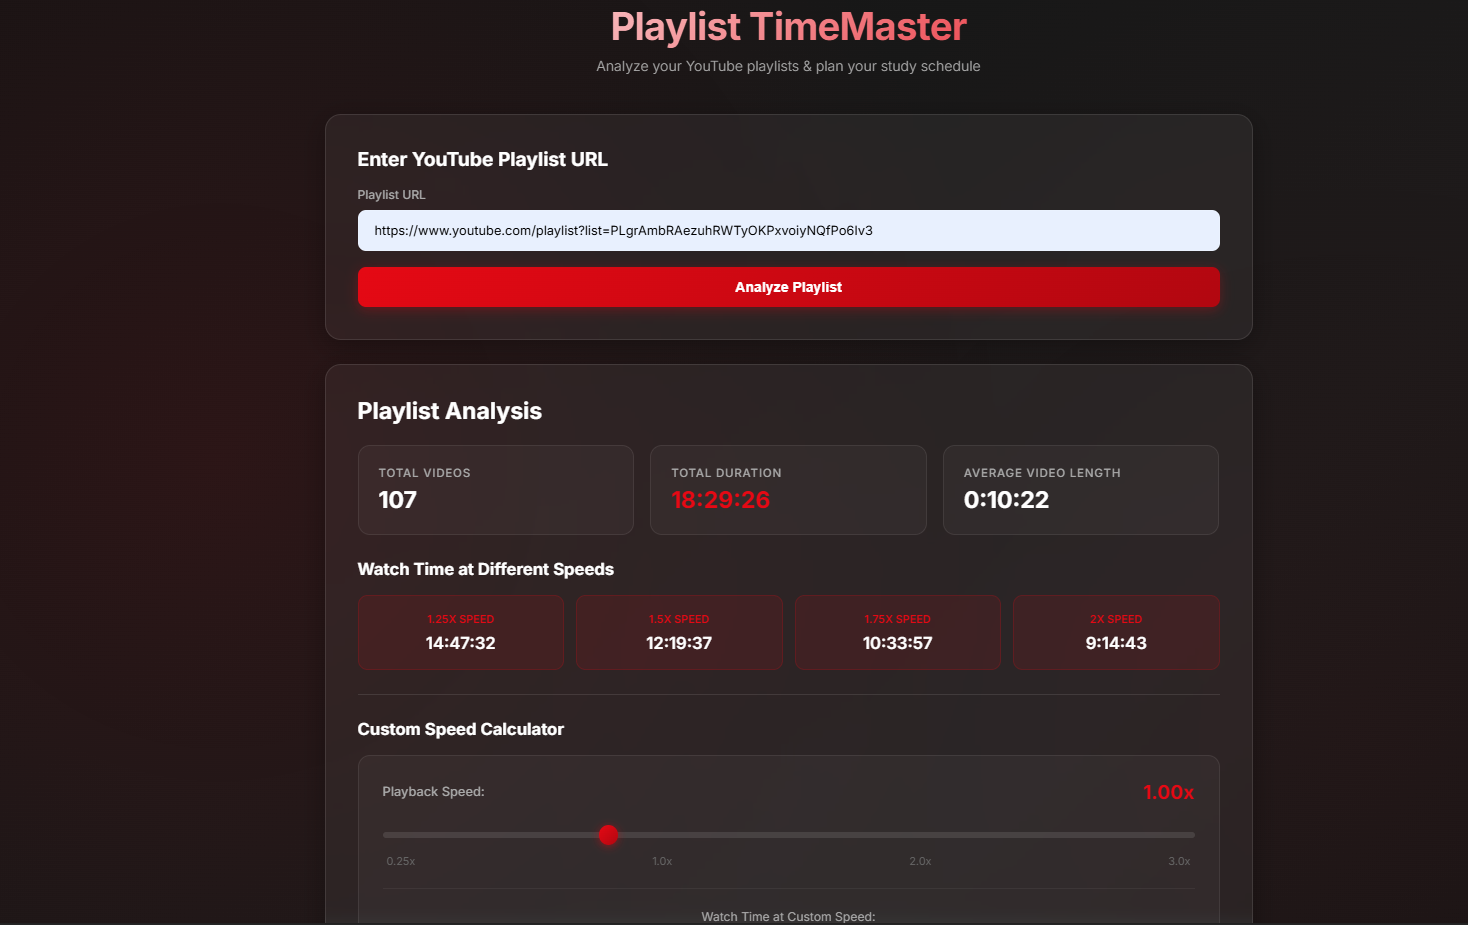 Playlist TimeMaster
Analyze your YouTube playlists & plan your study schedule
Enter YouTube Playlist URL
Playlist URL
https://www.youtube.com/playlist?list=PLgrAmbRAezuhRWTyOKPxvoiyNQfPo6lv3
Analyze Playlist
Playlist Analysis
TOTAL VIDEOS
107
TOTAL DURATION
18:29:26
AVERAGE VIDEO LENGTH
0:10:22
Watch Time at Different Speeds
1.25X SPEED
14:47:32
1.5X SPEED
12:19:37
1.75X SPEED
10:33:57
2X SPEED
9:14:43
Custom Speed Calculator
Playback Speed:
1.00x
0.25x
1.0x
2.0x
3.0x
Watch Time at Custom Speed: